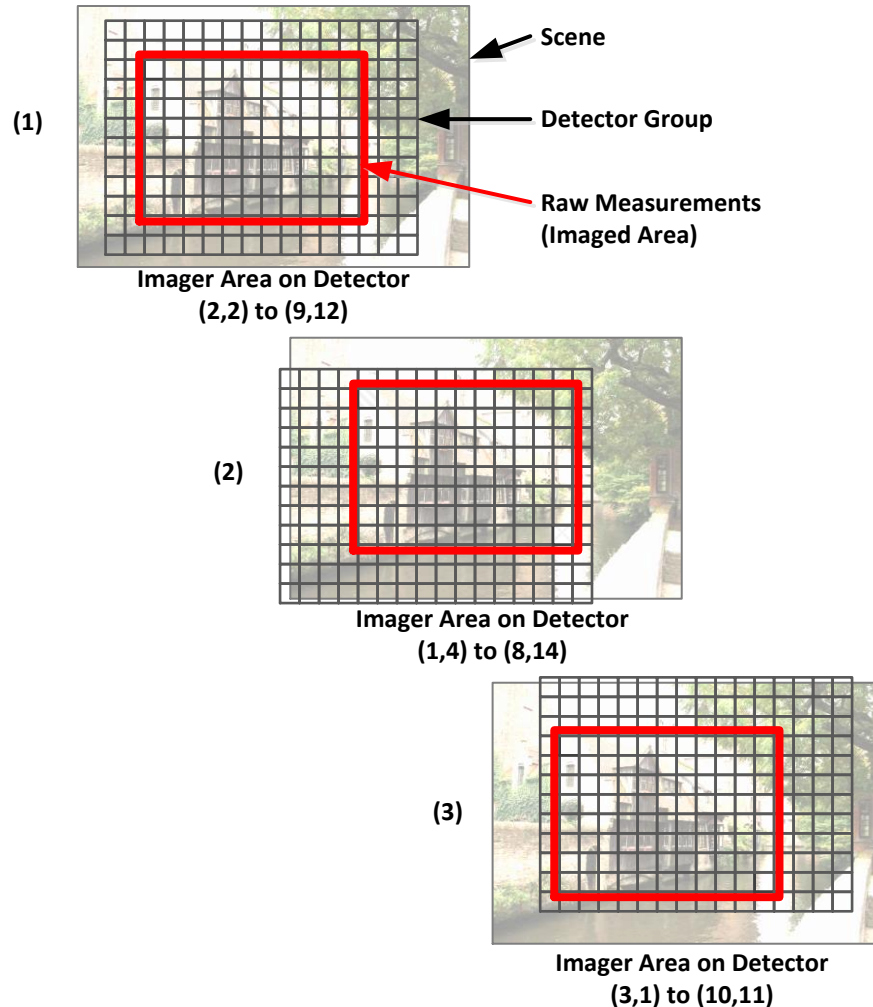 Scene
(1)
Detector Group
Raw Measurements
(Imaged Area)
Imager Area on Detector
(2,2) to (9,12)
(2)
Imager Area on Detector
(1,4) to (8,14)
(3)
Imager Area on Detector
(3,1) to (10,11)